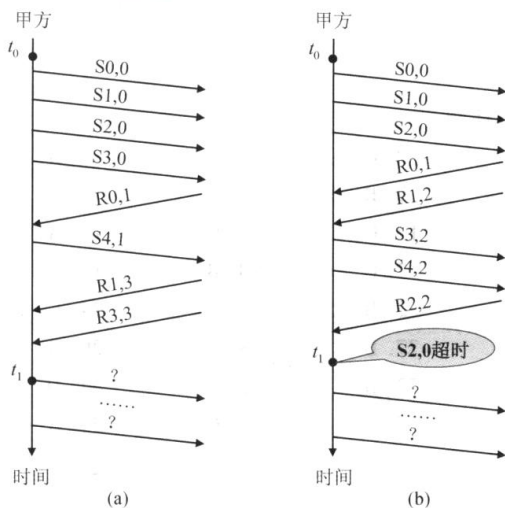 甲方
t0
S0,0
S1,0
S2,0
S3,0
R0,1
S4,1
R1,3
R3,3
t1
?
……
?
时间
(a)
甲方
t0
S0,0
S1,0
S2,0
R0,1
R1,2
S3,2
S4,2
R2,2
t1
S2,0超时
?
……
?
时间
(b)